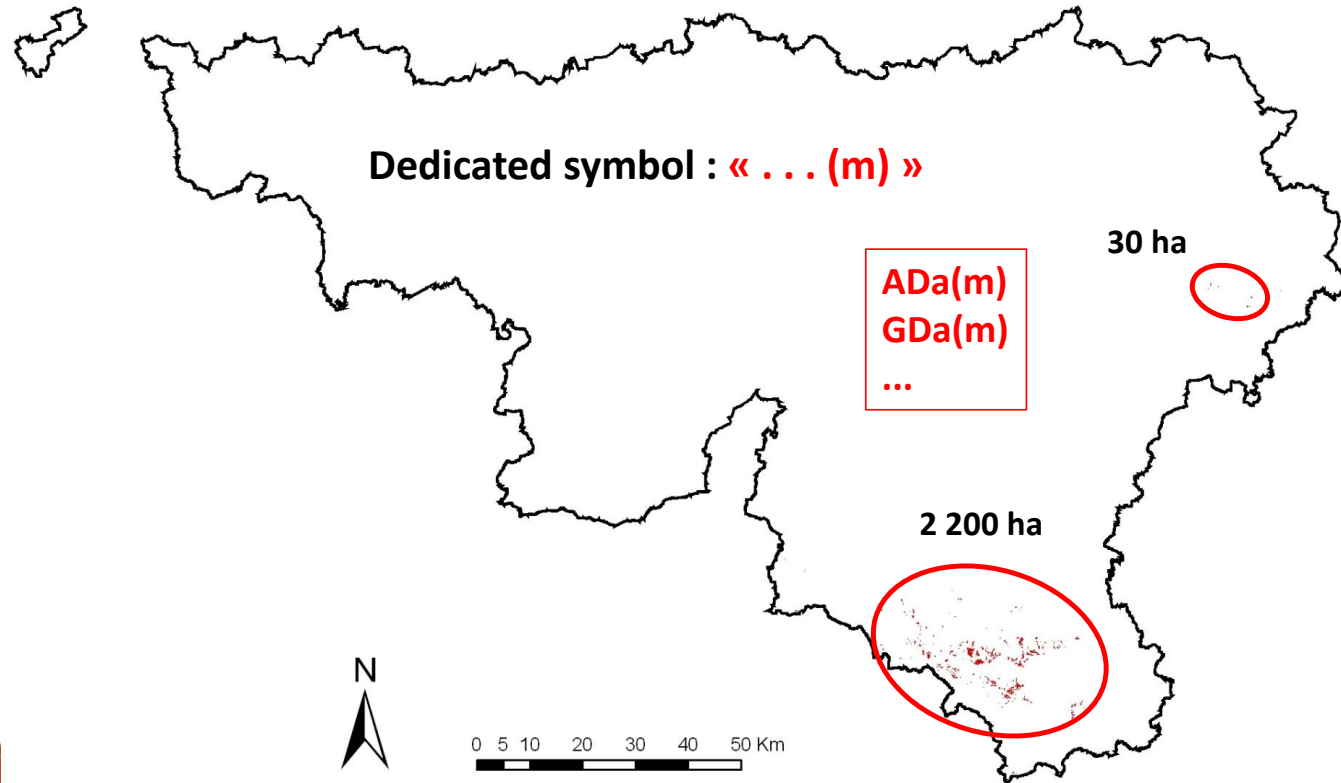 Dedicated symbol : « . . . (m) »
30 ha
ADa(m)
GDa(m)
...
2 200 ha
N
0 5 10 20 30 40 50 Km